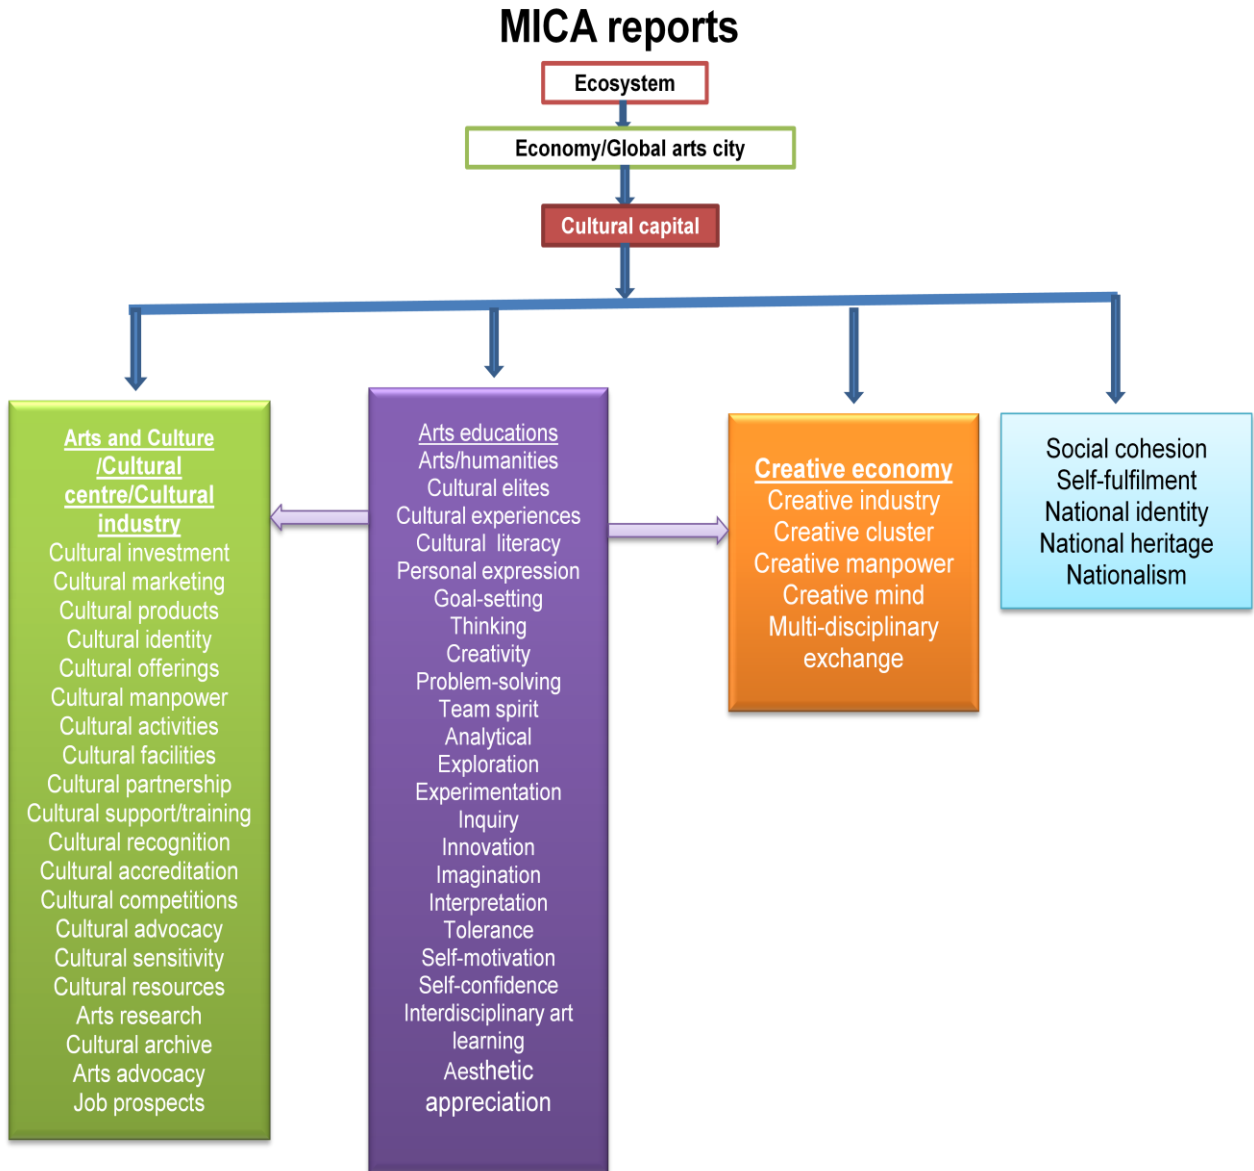 MICA reports
Ecosystem
Economy/Global arts city
Cultural capital
Arts and Culture
/Cultural
centre/Cultural
industry
Cultural investment
Cultural marketing
Cultural products
Cultural identity
Cultural offerings
Cultural manpower
Cultural activities
Cultural facilities
Cultural partnership
Cultural support/training
Cultural recognition
Cultural accreditation
Cultural competitions
Cultural advocacy
Cultural sensitivity
Cultural resources
Arts research
Cultural archive
Arts advocacy
Job prospects
Arts educations
Arts/humanities
Cultural elites
Cultural experiences
Cultural literacy
Personal expression
Goal-setting
Thinking
Creativity
Problem-solving
Team spirit
Analytical
Exploration
Experimentation
Inquiry
Innovation
Imagination
Interpretation
Tolerance
Self-motivation
Self-confidence
Interdisciplinary art
learning
Aesthetic
appreciation
Creative economy
Creative industry
Creative cluster
Creative manpower
Creative mind
Multi-disciplinary
exchange
Social cohesion
Self-fulfilment
National identity
National heritage
Nationalism